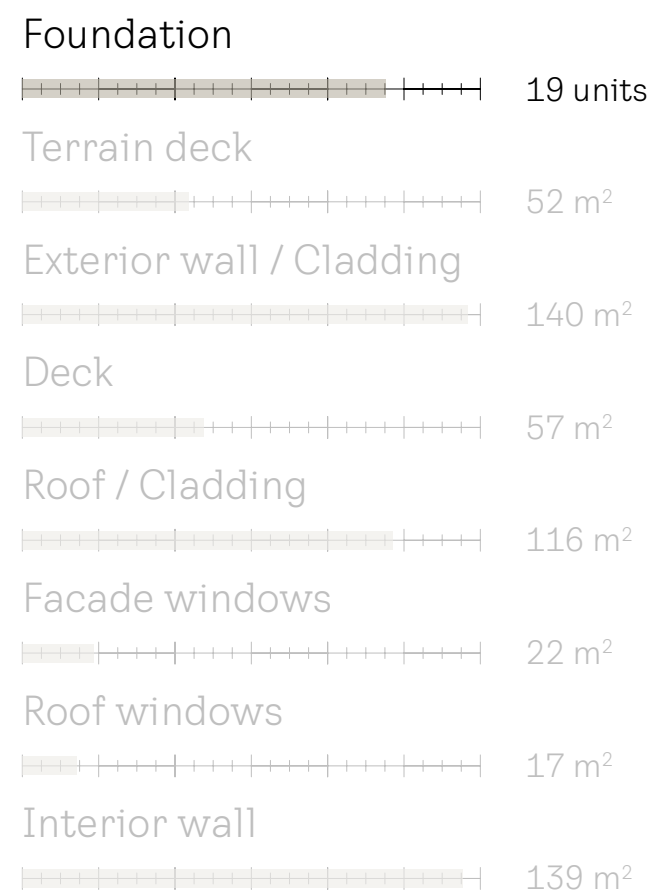 Foundation
19 units
Terrain deck
52 m²
Exterior wall / Cladding
140 m²
Deck
57 m²
Roof / Cladding
116 m²
Facade windows
22 m²
Roof windows
17 m²
Interior wall
139 m²